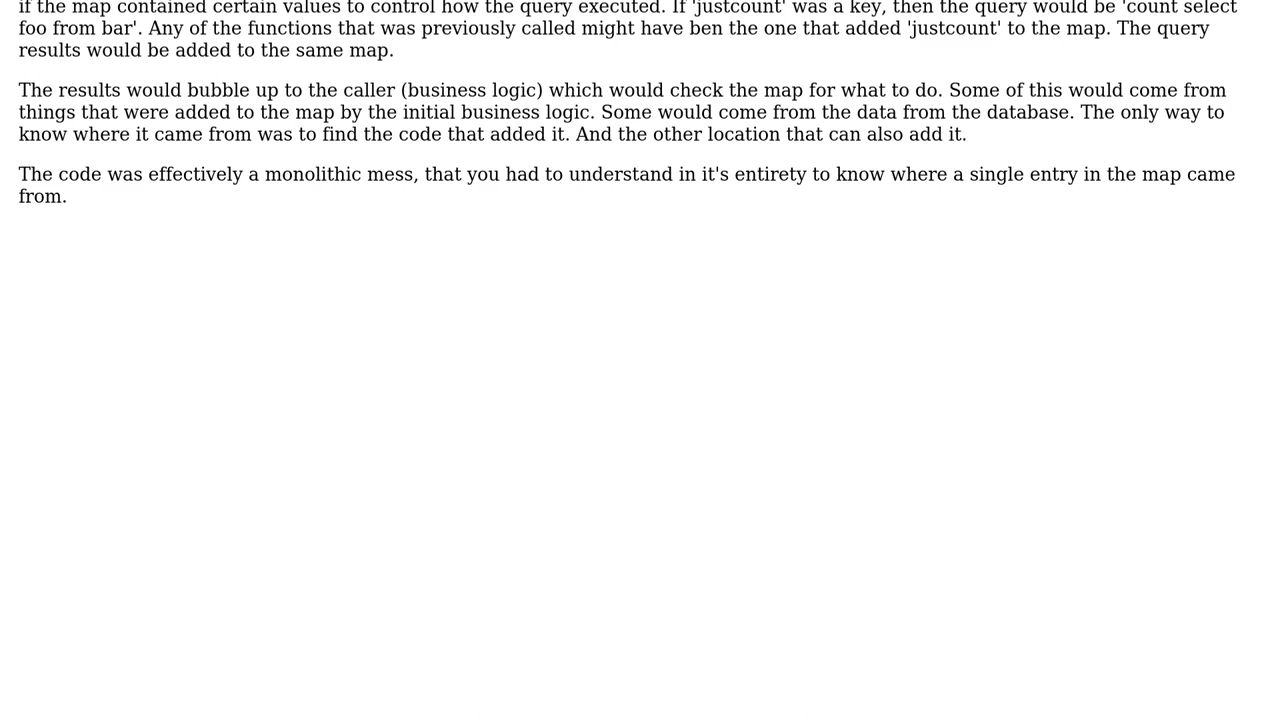 if the map contained certain values to control how the query executed. If 'justcount' was a key, then the query would be 'count select
foo from bar'. Any of the functions that was previously called might have ben the one that added 'justcount' to the map. The query
results would be added to the same map.
The results would bubble up to the caller (business logic) which would check the map for what to do. Some of this would come from
things that were added to the map by the initial business logic. Some would come from the data from the database. The only way to
know where it came from was to find the code that added it. And the other location that can also add it.
The code was effectively a monolithic mess, that you had to understand in it's entirety to know where a single entry in the map came
from.